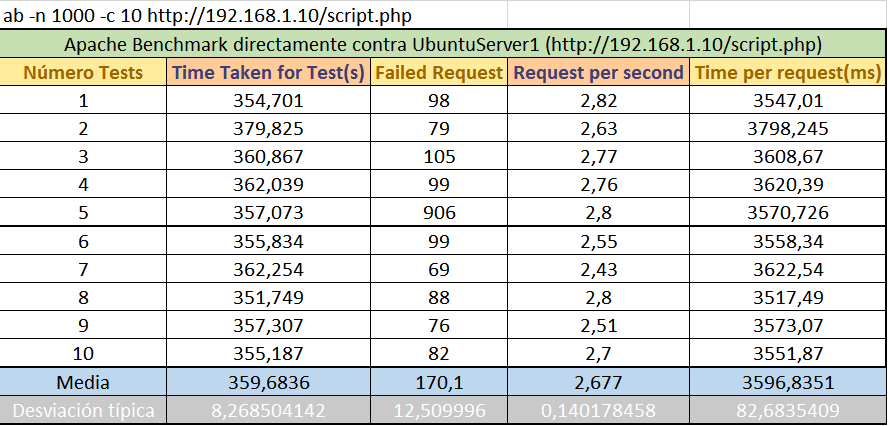 ab -n 1000 -c 10 http://192.168.1.10/script.php
Apache Benchmark directamente contra UbuntuServer1 (http://192.168.1.10/script.php)
Número Tests Time Taken for Test(s) Failed Request Request per second Time per request(ms)
1 354,701 98 2,82 3547,01
2 379,825 79 2,63 3798,245
3 360,867 105 2,77 3608,67
4 362,039 99 2,76 3620,39
5 357,073 906 2,8 3570,726
6 355,834 99 2,55 3558,34
7 362,254 69 2,43 3622,54
8 351,749 88 2,8 3517,49
9 357,307 76 2,51 3573,07
10 355,187 82 2,7 3551,87
Media 359,6836 170,1 2,677 3596,8351
Desviación típica 8,268504142 12,509996 0,140178458 82,6835409